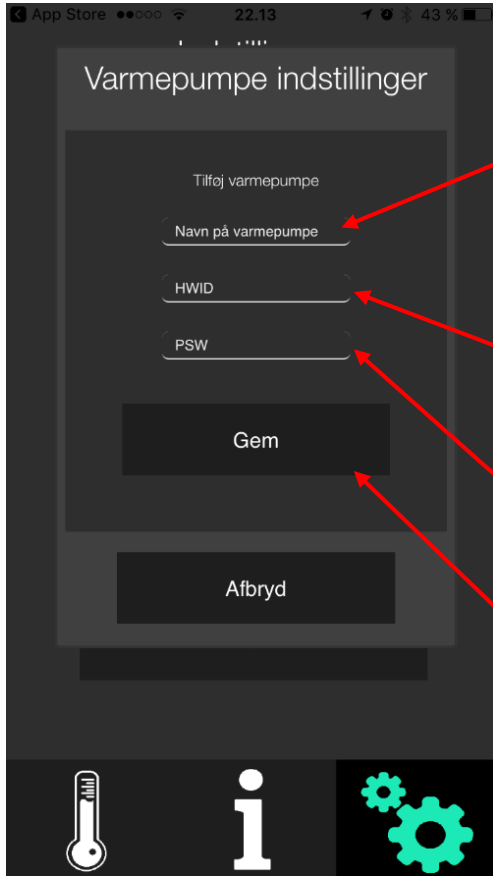 App Store
22.13
43 %
Varmepumpe indstillinger
Tilføj varmepumpe
Navn på varmepumpe
HWID
PSW
Gem
Afbryd